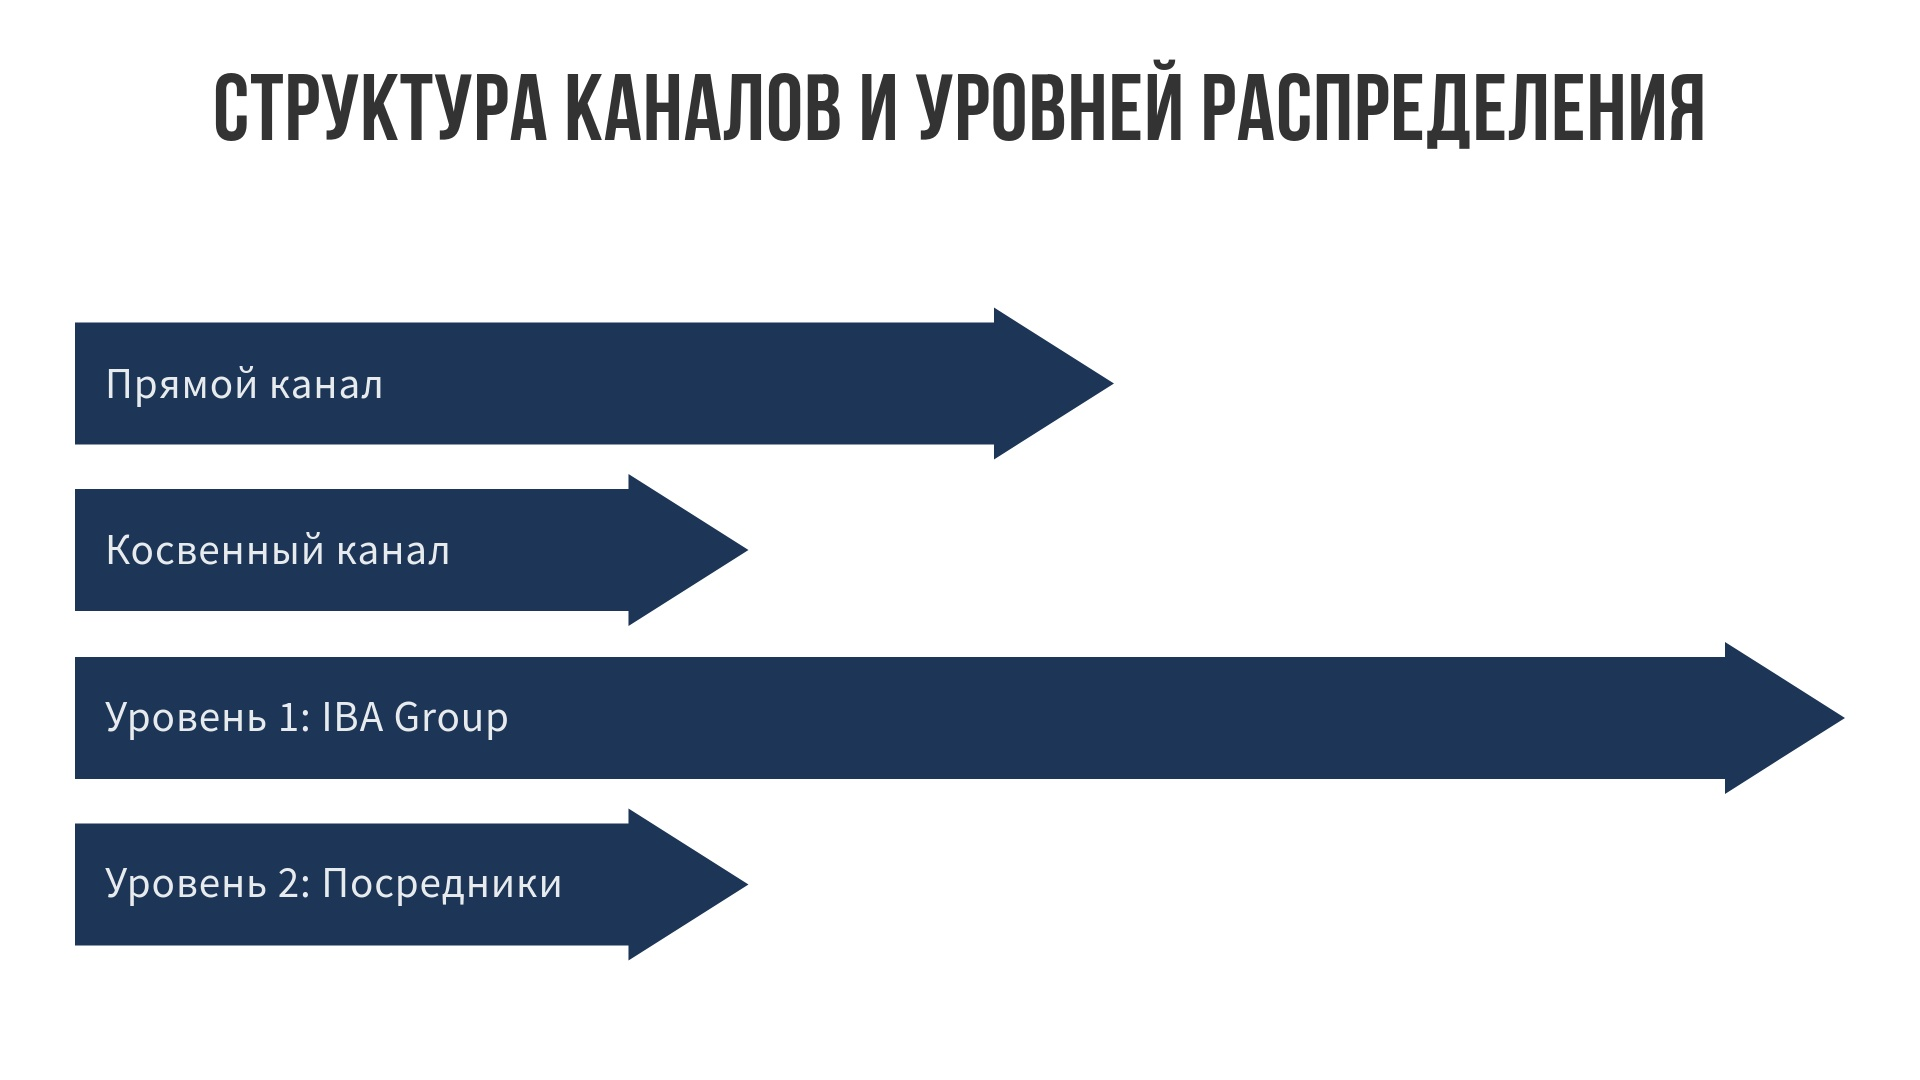 СТРУКТУРА КАНАЛОВ И УРОВНЕЙ РАСПРЕДЕЛЕНИЯ
Прямой канал
Косвенный канал
Уровень 1: IBA Group
Уровень 2: Посредники